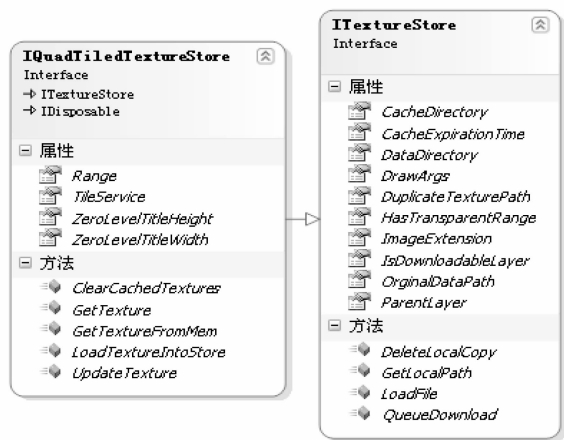 IQuadTiledTextureStore
Interface
ITextureStore
IDisposable
属性
Range
TileService
ZeroLevelTitleHeight
ZeroLevelTitleWidth
方法
ClearCachedTextures
GetTexture
GetTextureFromMem
LoadTextureIntoStore
UpdateTexture
ITextureStore
Interface
属性
CacheDirectory
CacheExpirationTime
DataDirectory
DrawArgs
DuplicateTexturePath
HasTransparentRange
ImageExtension
IsDownloadableLayer
OrginalDataPath
ParentLayer
方法
DeleteLocalCopy
GetLocalPath
LoadFile
QueueDownload